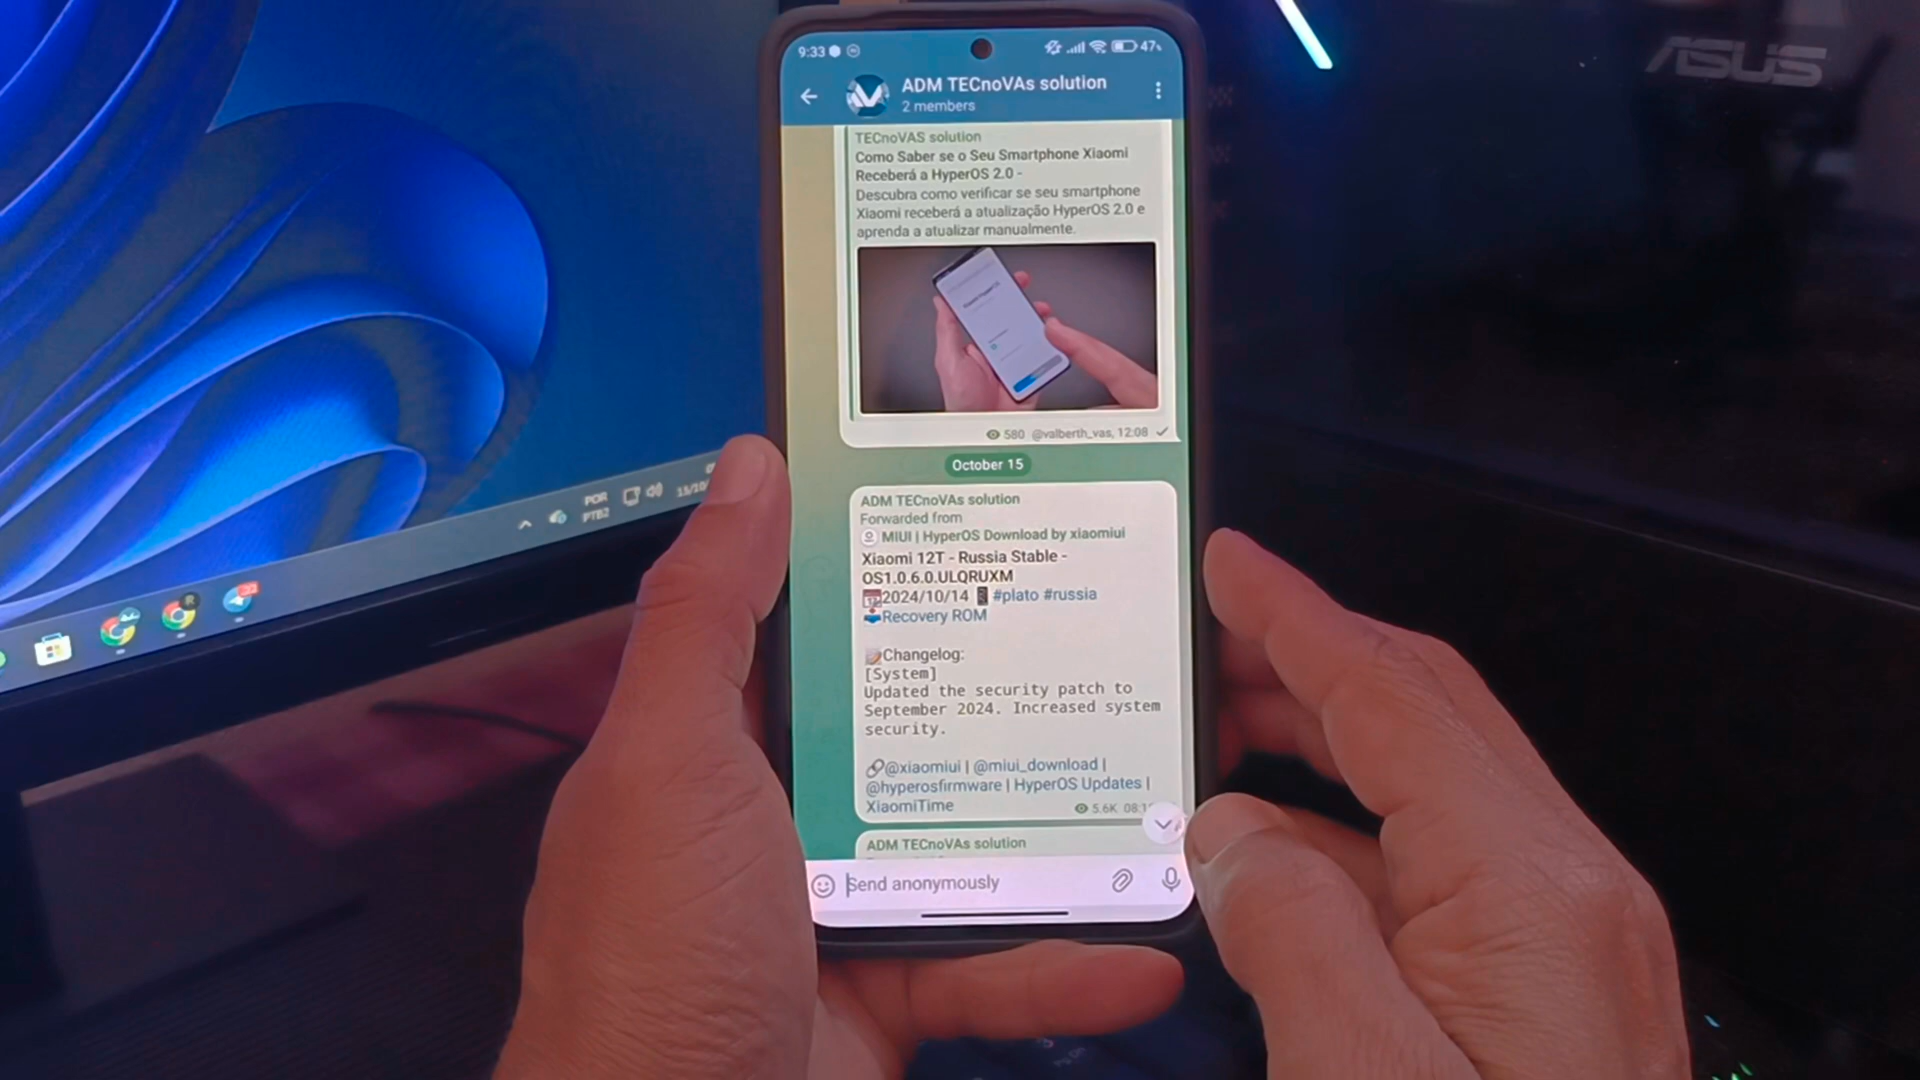 ASUS
9:33
47%
ADM TECnoVAs solution
2 members
TECnoVAS solution
Como Saber se o Seu Smartphone Xiaomi
Receberá a HyperOS 2.0 -
Descubra como verificar se seu smartphone
Xiaomi receberá a atualização HyperOS 2.0 e
aprenda a atualizar manualmente.
580 @valberth_vas, 12:08
October 15
ADM TECnoVAs solution
Forwarded from
MIUI | HyperOS Download by xiaomiui
Xiaomi 12T - Russia Stable -
OS1.0.6.0.ULQRUXM
2024/10/14 #plato #russia
Recovery ROM
Changelog:
[System]
Updated the security patch to
September 2024. Increased system
security.
@xiaomiui | @miui_download |
@hyperosfirmware | HyperOS Updates |
XiaomiTime
5.6K
ADM TECnoVAs solution
Send anonymously
POR
PTB2
15/10/